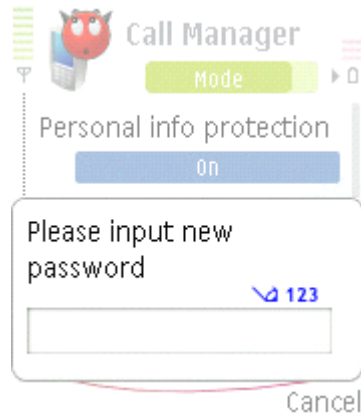 Call Manager
Mode
Personal info protection
On
Please input new
password
123
Cancel